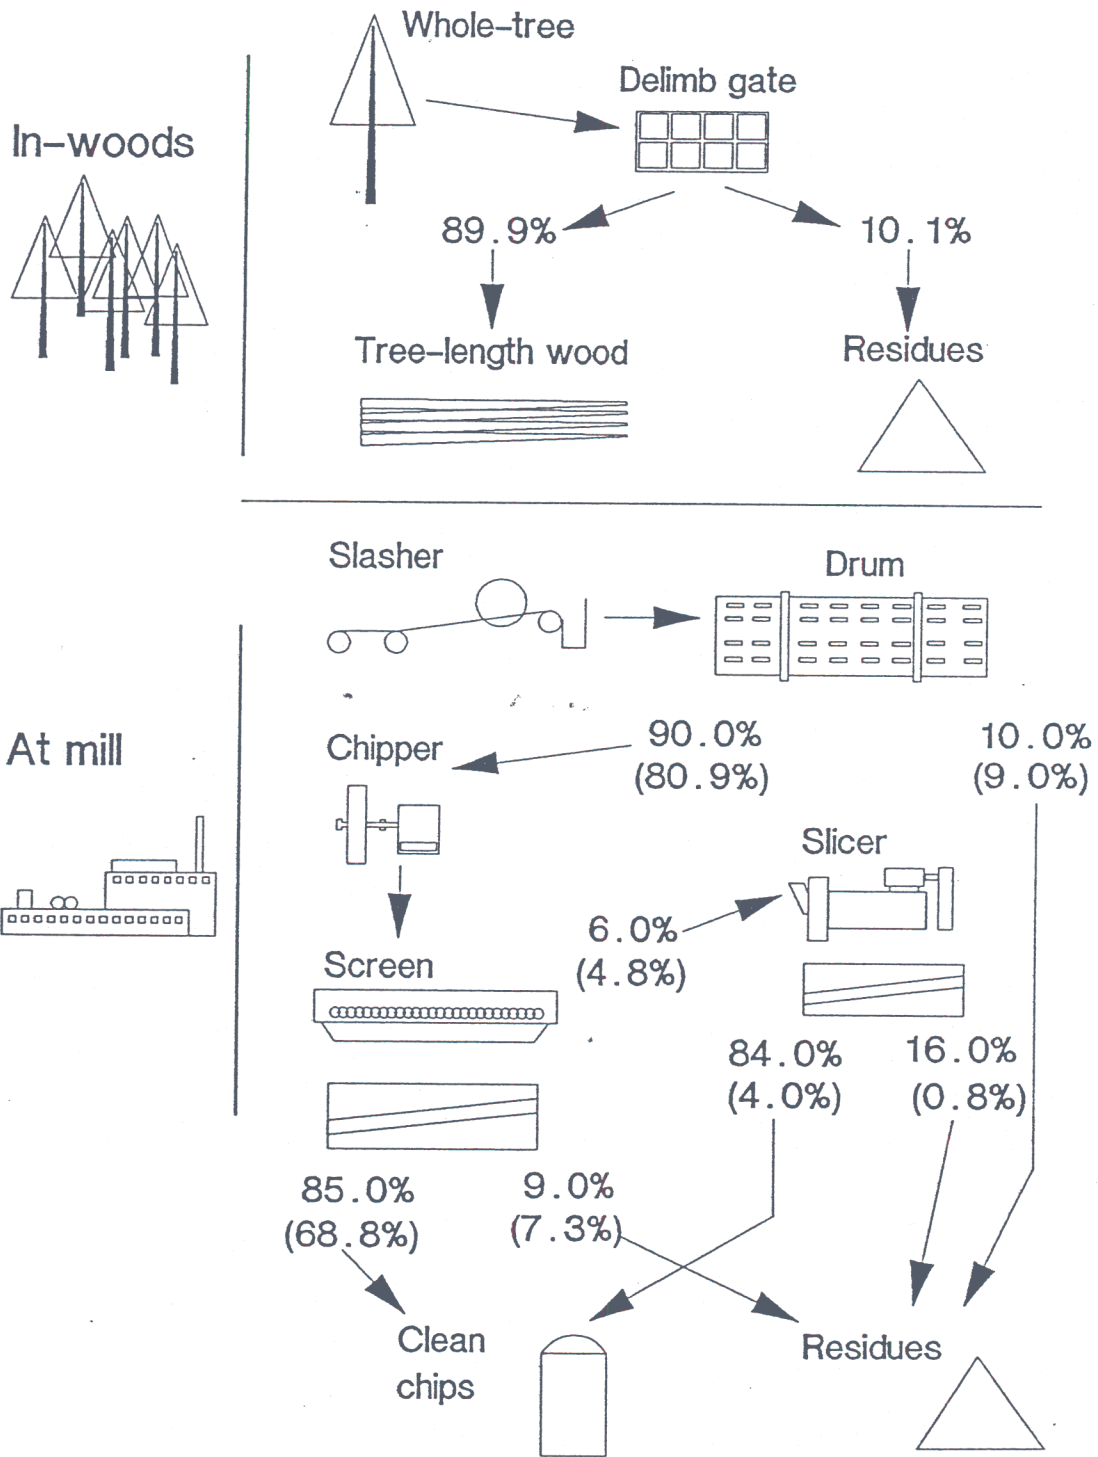 Whole-tree
Delimb gate
In-woods
89.9%
10.1%
Tree-length wood
Residues
Slasher
Drum
At mill
Chipper
90.0%
(80.9%)
10.0%
(9.0%)
Slicer
6.0%
(4.8%)
Screen
84.0%
(4.0%)
16.0%
(0.8%)
85.0%
(68.8%)
9.0%
(7.3%)
Clean
chips
Residues